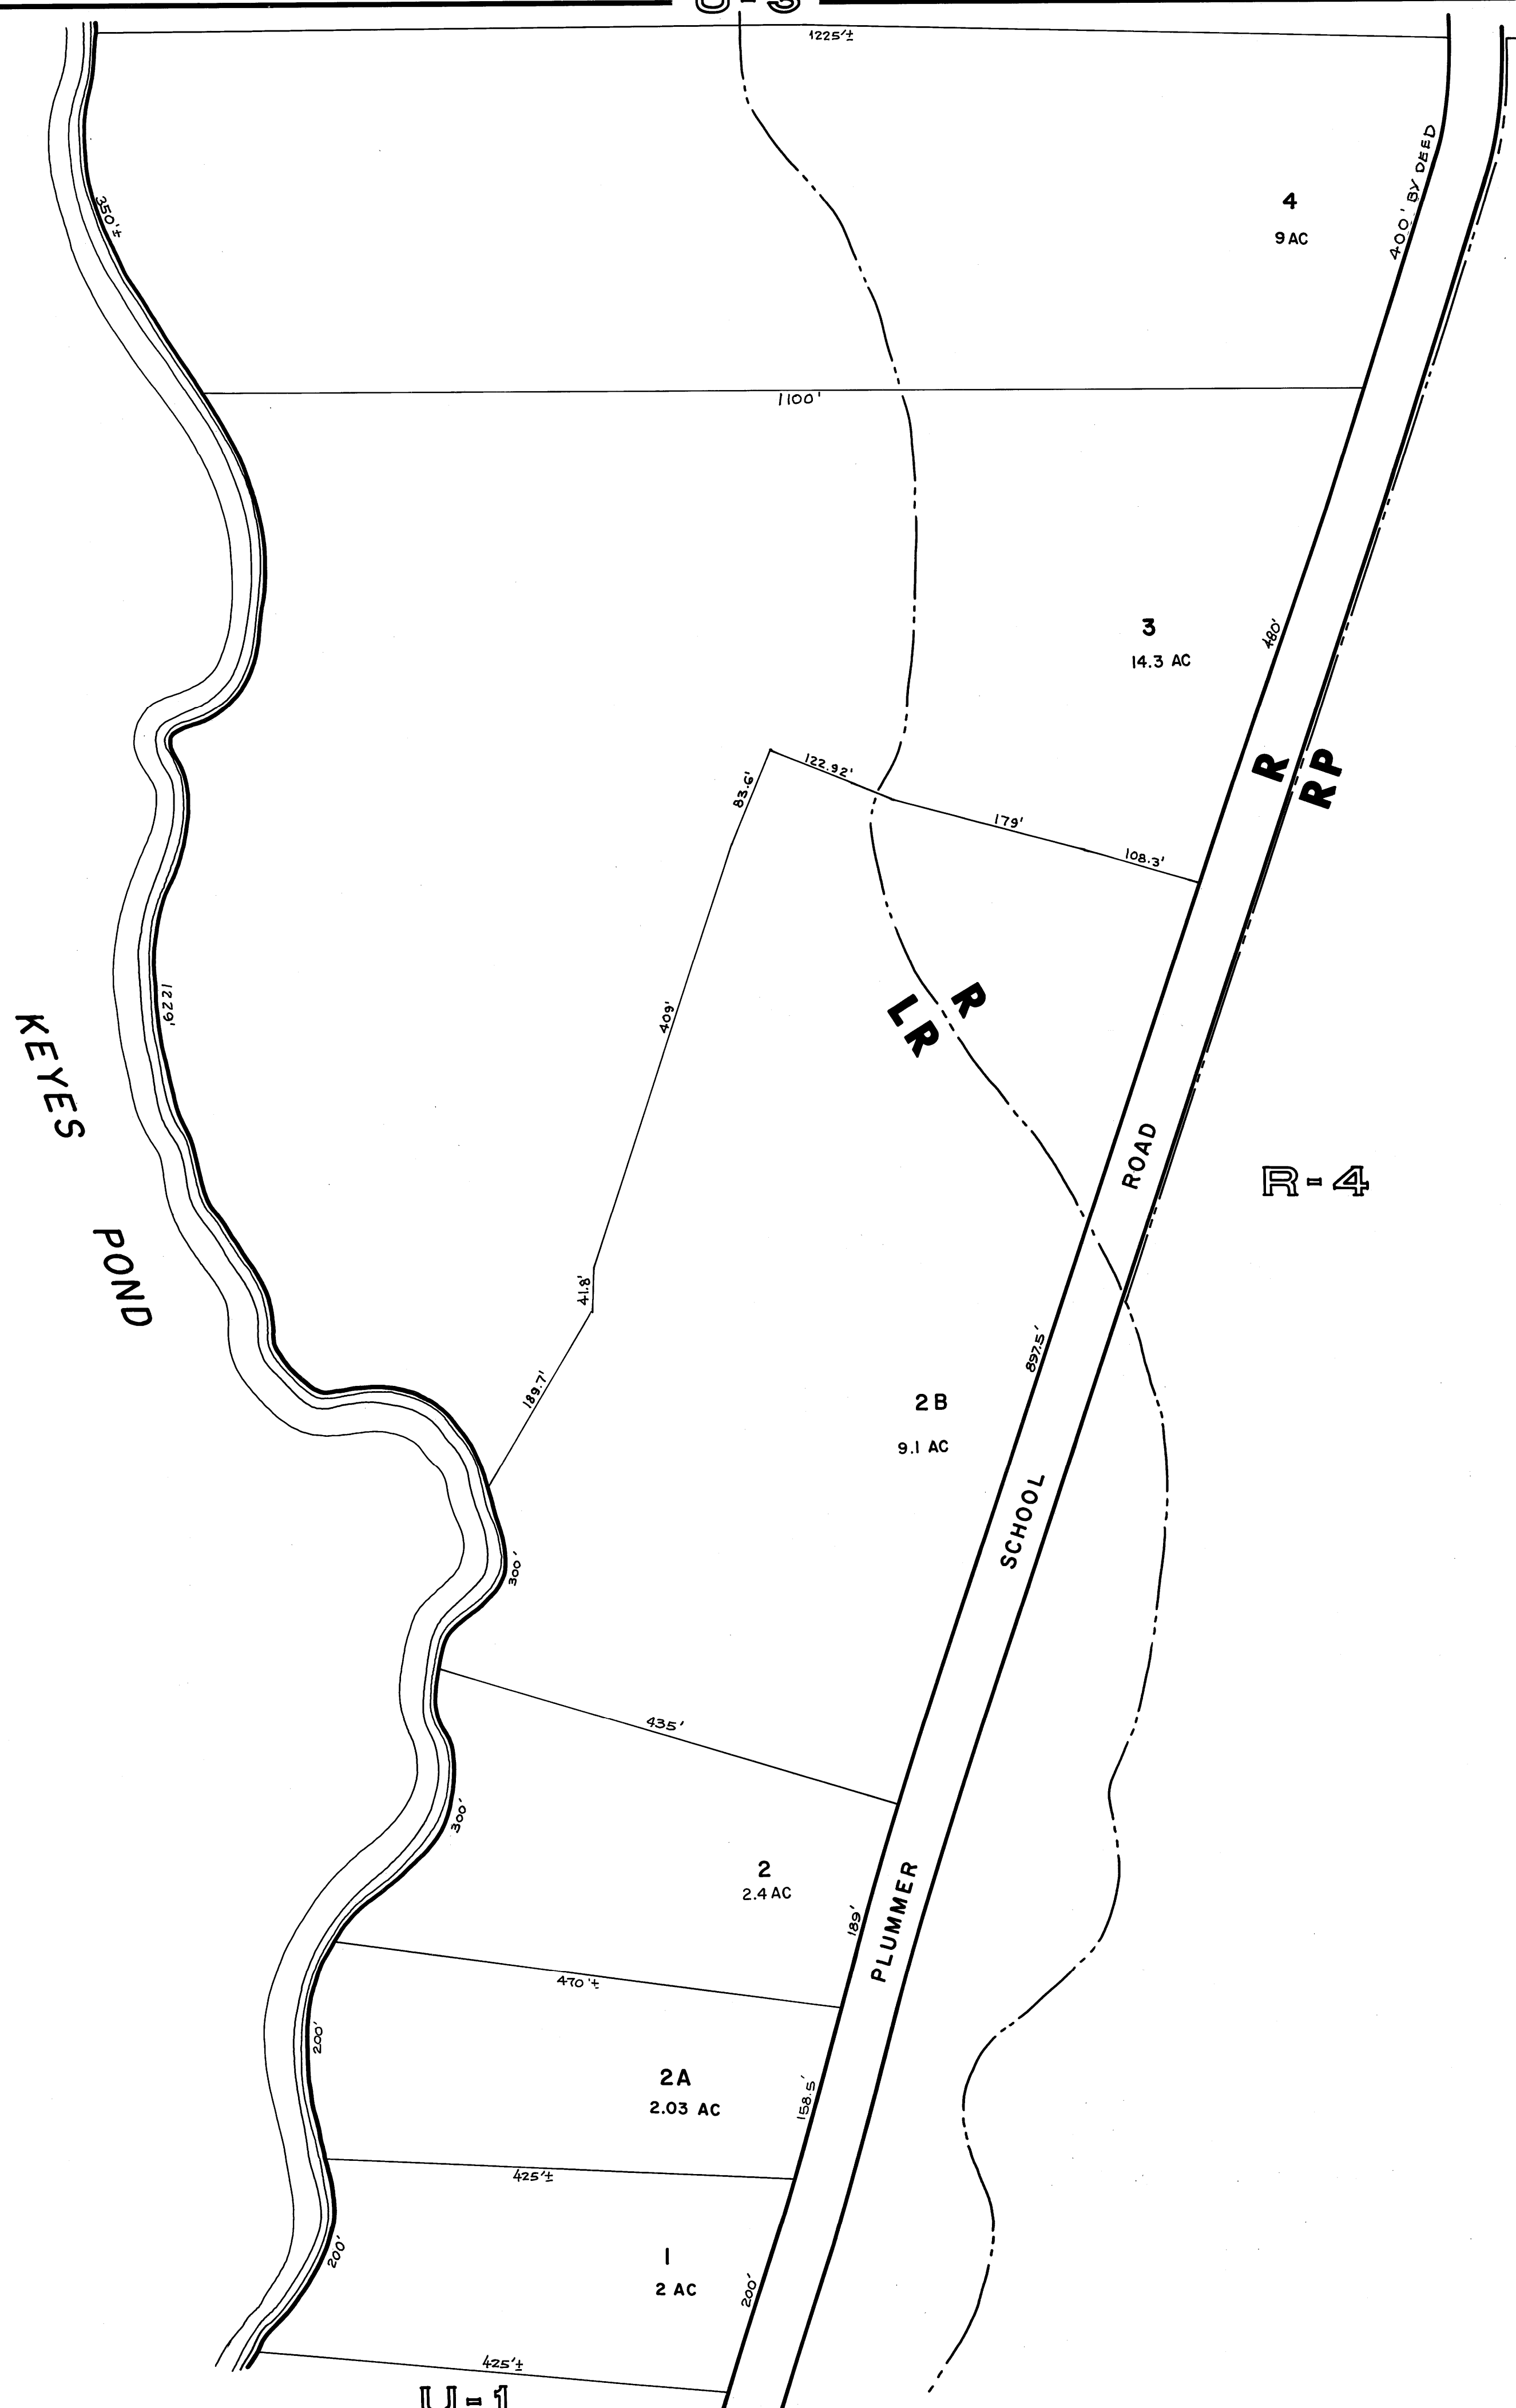 1225'±
350'±
4
9 AC
400' BY DEED
1100'
3
14.3 AC
480'
R
RP
122.92'
83.6'
179'
108.3'
409'
1229'
R
LR
KEYES
POND
ROAD
R-4
41.8'
189.7'
897.5'
2B
9.1 AC
SCHOOL
300'
435'
300'
2
2.4 AC
189'
PLUMMER
470'±
200'
2A
2.03 AC
158.5'
425'±
1
2 AC
200'
200'
425'±
U-1